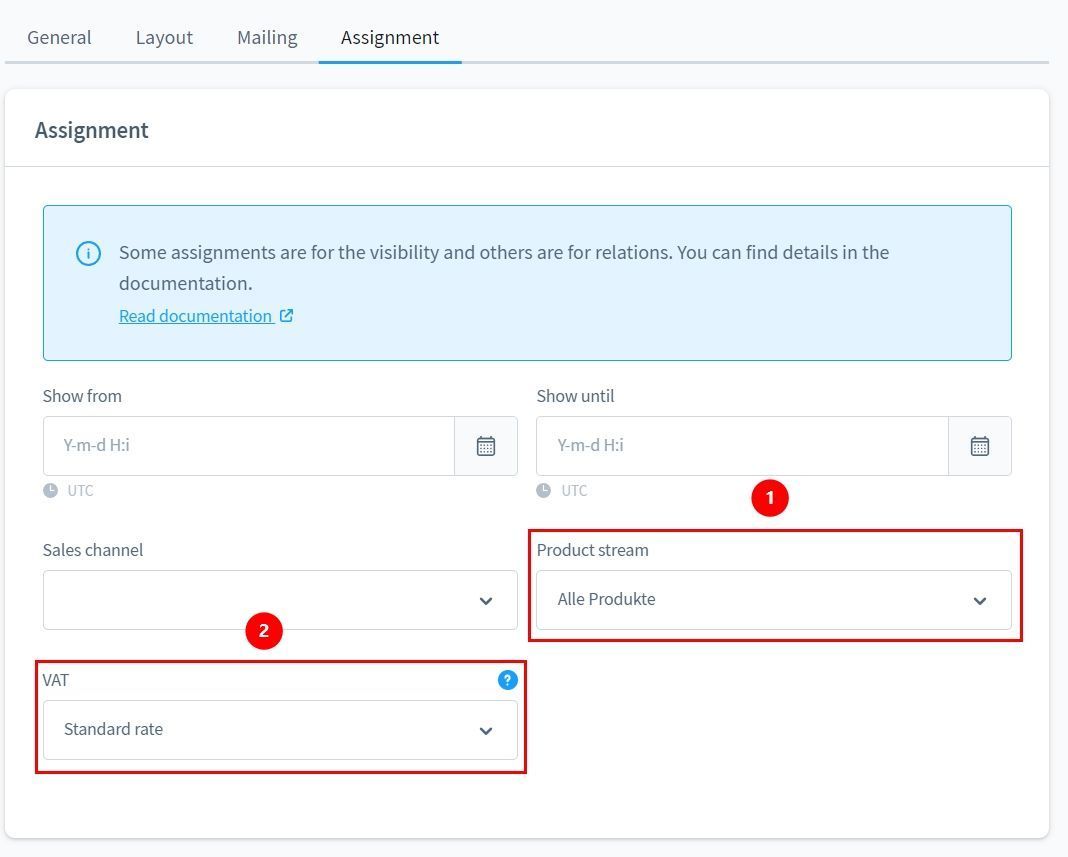 General Layout Mailing Assignment
Assignment
Some assignments are for the visibility and others are for relations. You can find details in the
documentation.
Read documentation
Show from Show until
Y-m-d H:i Y-m-d H:i
UTC UTC
1
Sales channel Product stream
Alle Produkte
2
VAT ?
Standard rate